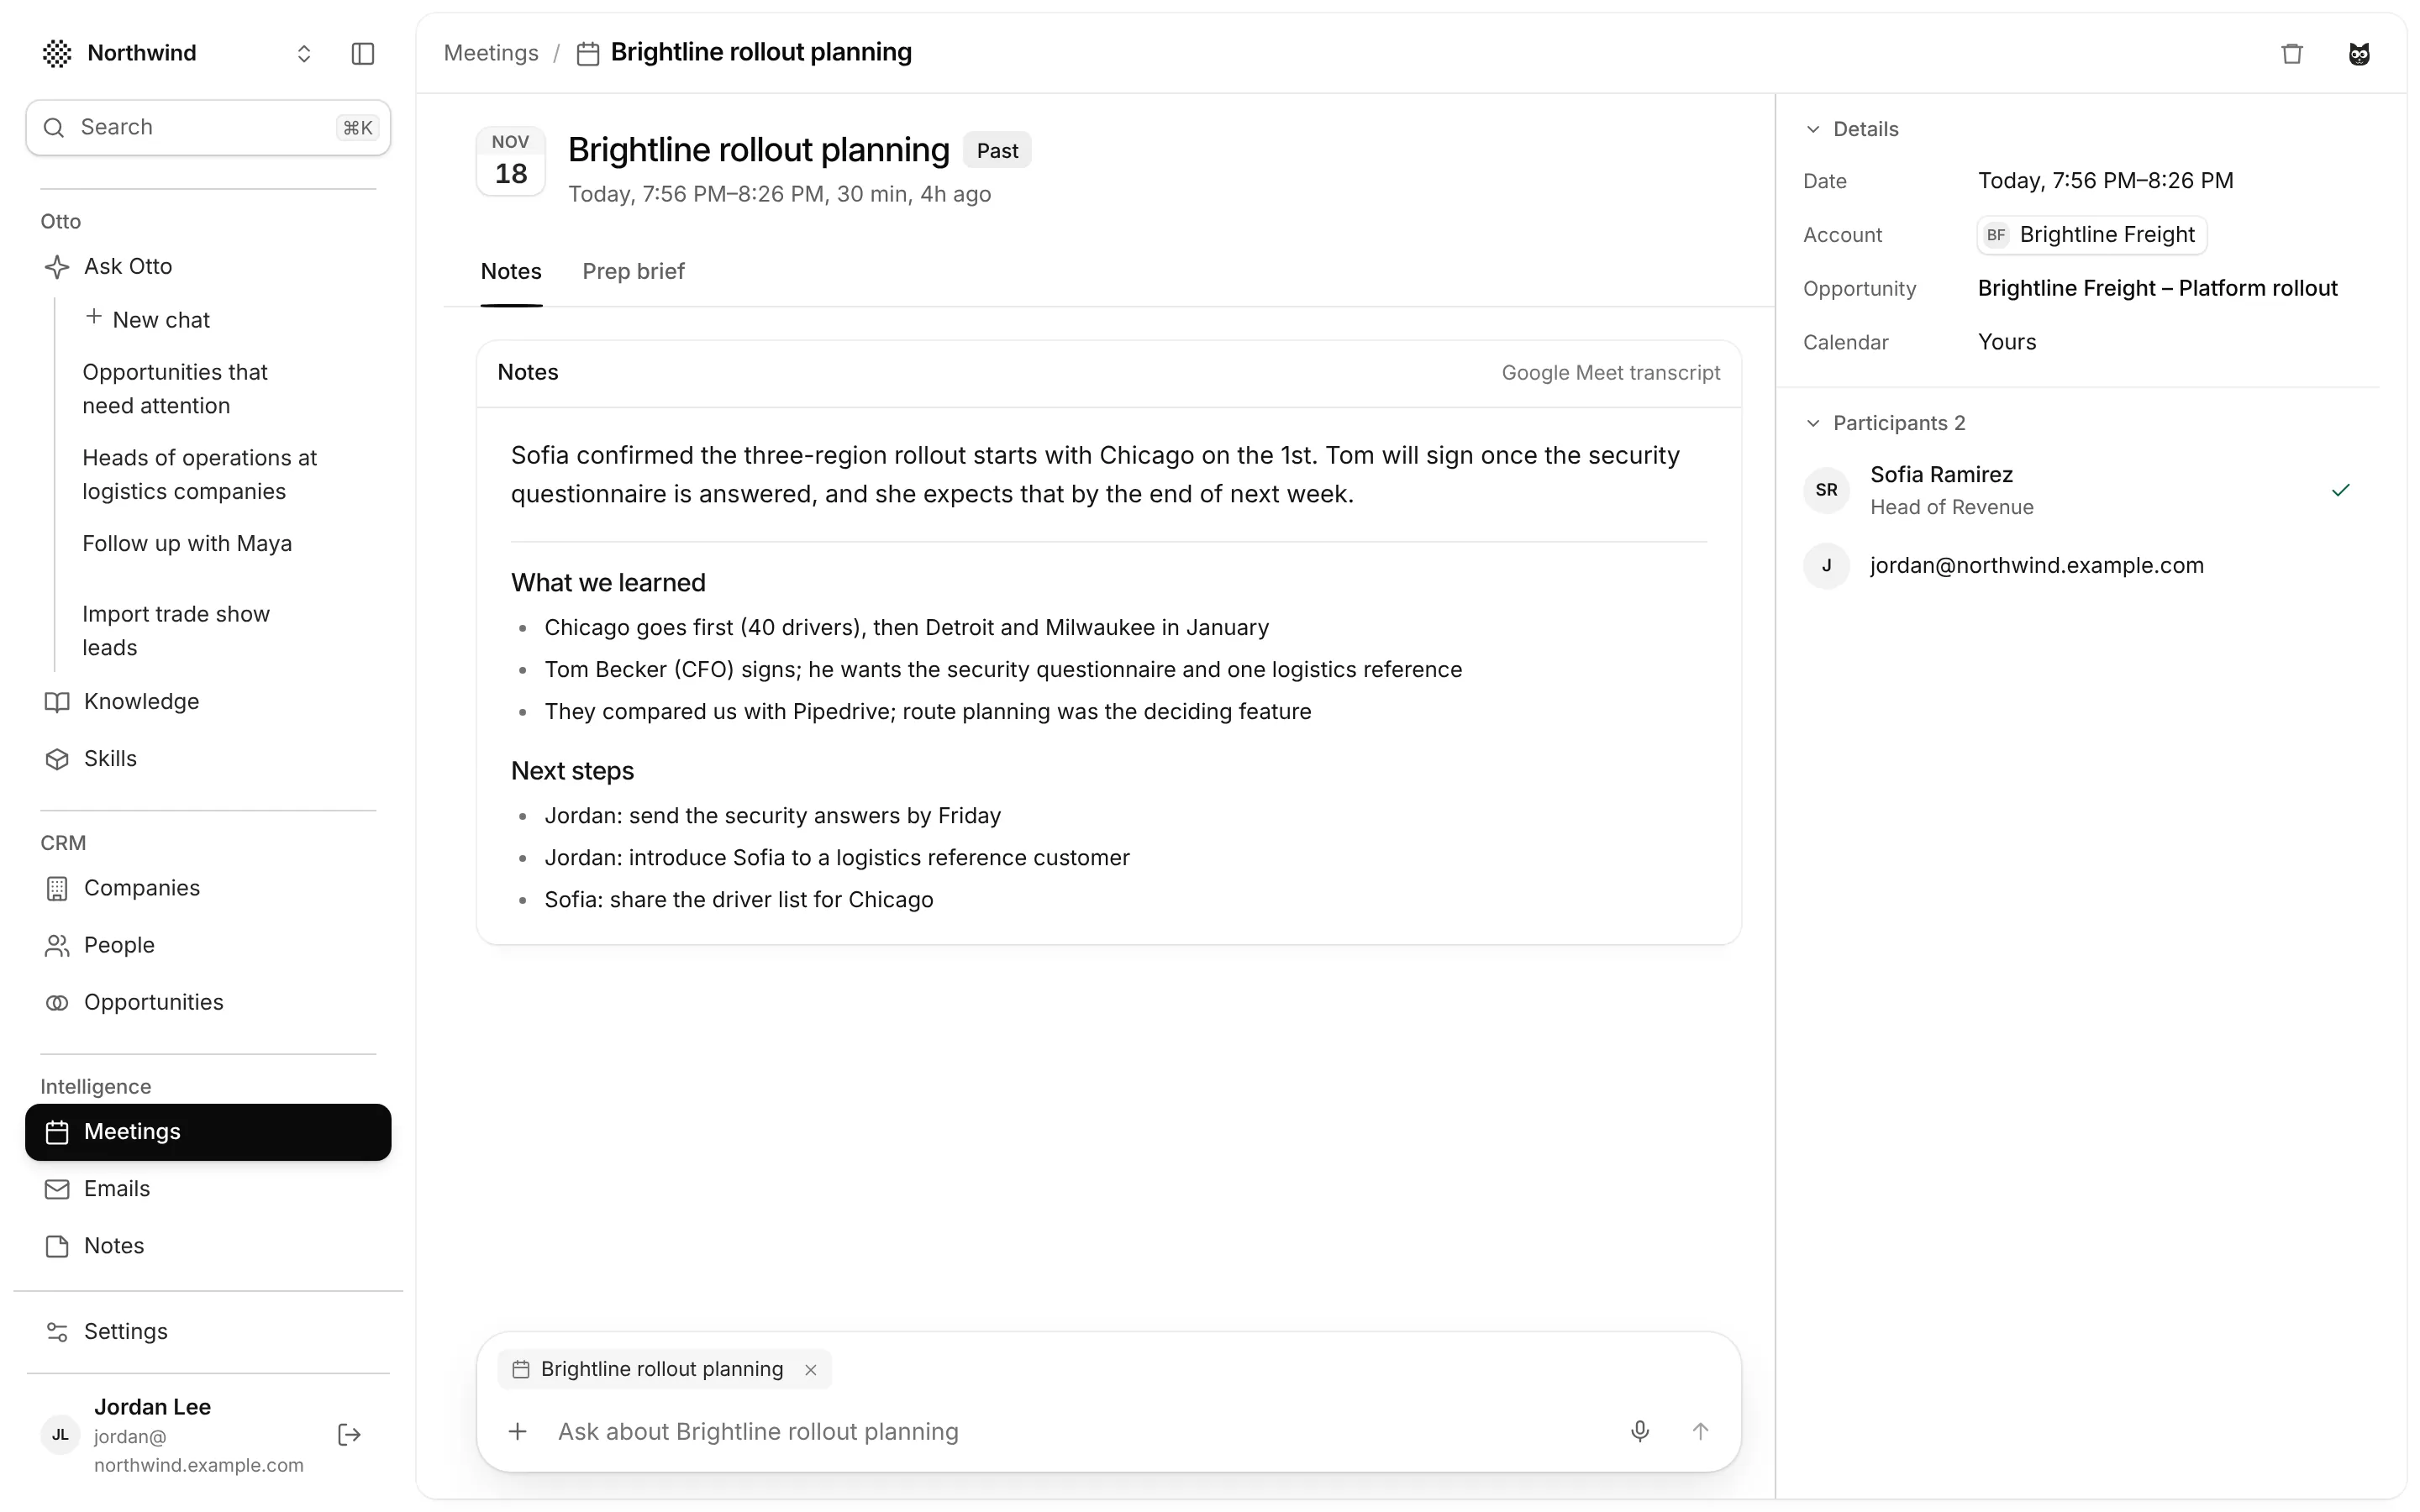 Northwind
Search
⌘K
Otto
Ask Otto
New chat
Opportunities that
need attention
Heads of operations at
logistics companies
Follow up with Maya
Import trade show
leads
Knowledge
Skills
CRM
Companies
People
Opportunities
Intelligence
Meetings
Emails
Notes
Settings
JL
Jordan Lee
jordan@
northwind.example.com
Meetings / Brightline rollout planning
NOV
18
Brightline rollout planning
Past
Today, 7:56 PM–8:26 PM, 30 min, 4h ago
Notes
Prep brief
Notes
Google Meet transcript
Sofia confirmed the three-region rollout starts with Chicago on the 1st. Tom will sign once the security
questionnaire is answered, and she expects that by the end of next week.
What we learned
• Chicago goes first (40 drivers), then Detroit and Milwaukee in January
• Tom Becker (CFO) signs; he wants the security questionnaire and one logistics reference
• They compared us with Pipedrive; route planning was the deciding feature
Next steps
• Jordan: send the security answers by Friday
• Jordan: introduce Sofia to a logistics reference customer
• Sofia: share the driver list for Chicago
Brightline rollout planning
Ask about Brightline rollout planning
Details
Date
Today, 7:56 PM–8:26 PM
Account
BF Brightline Freight
Opportunity
Brightline Freight – Platform rollout
Calendar
Yours
Participants 2
SR
Sofia Ramirez
Head of Revenue
J
jordan@northwind.example.com